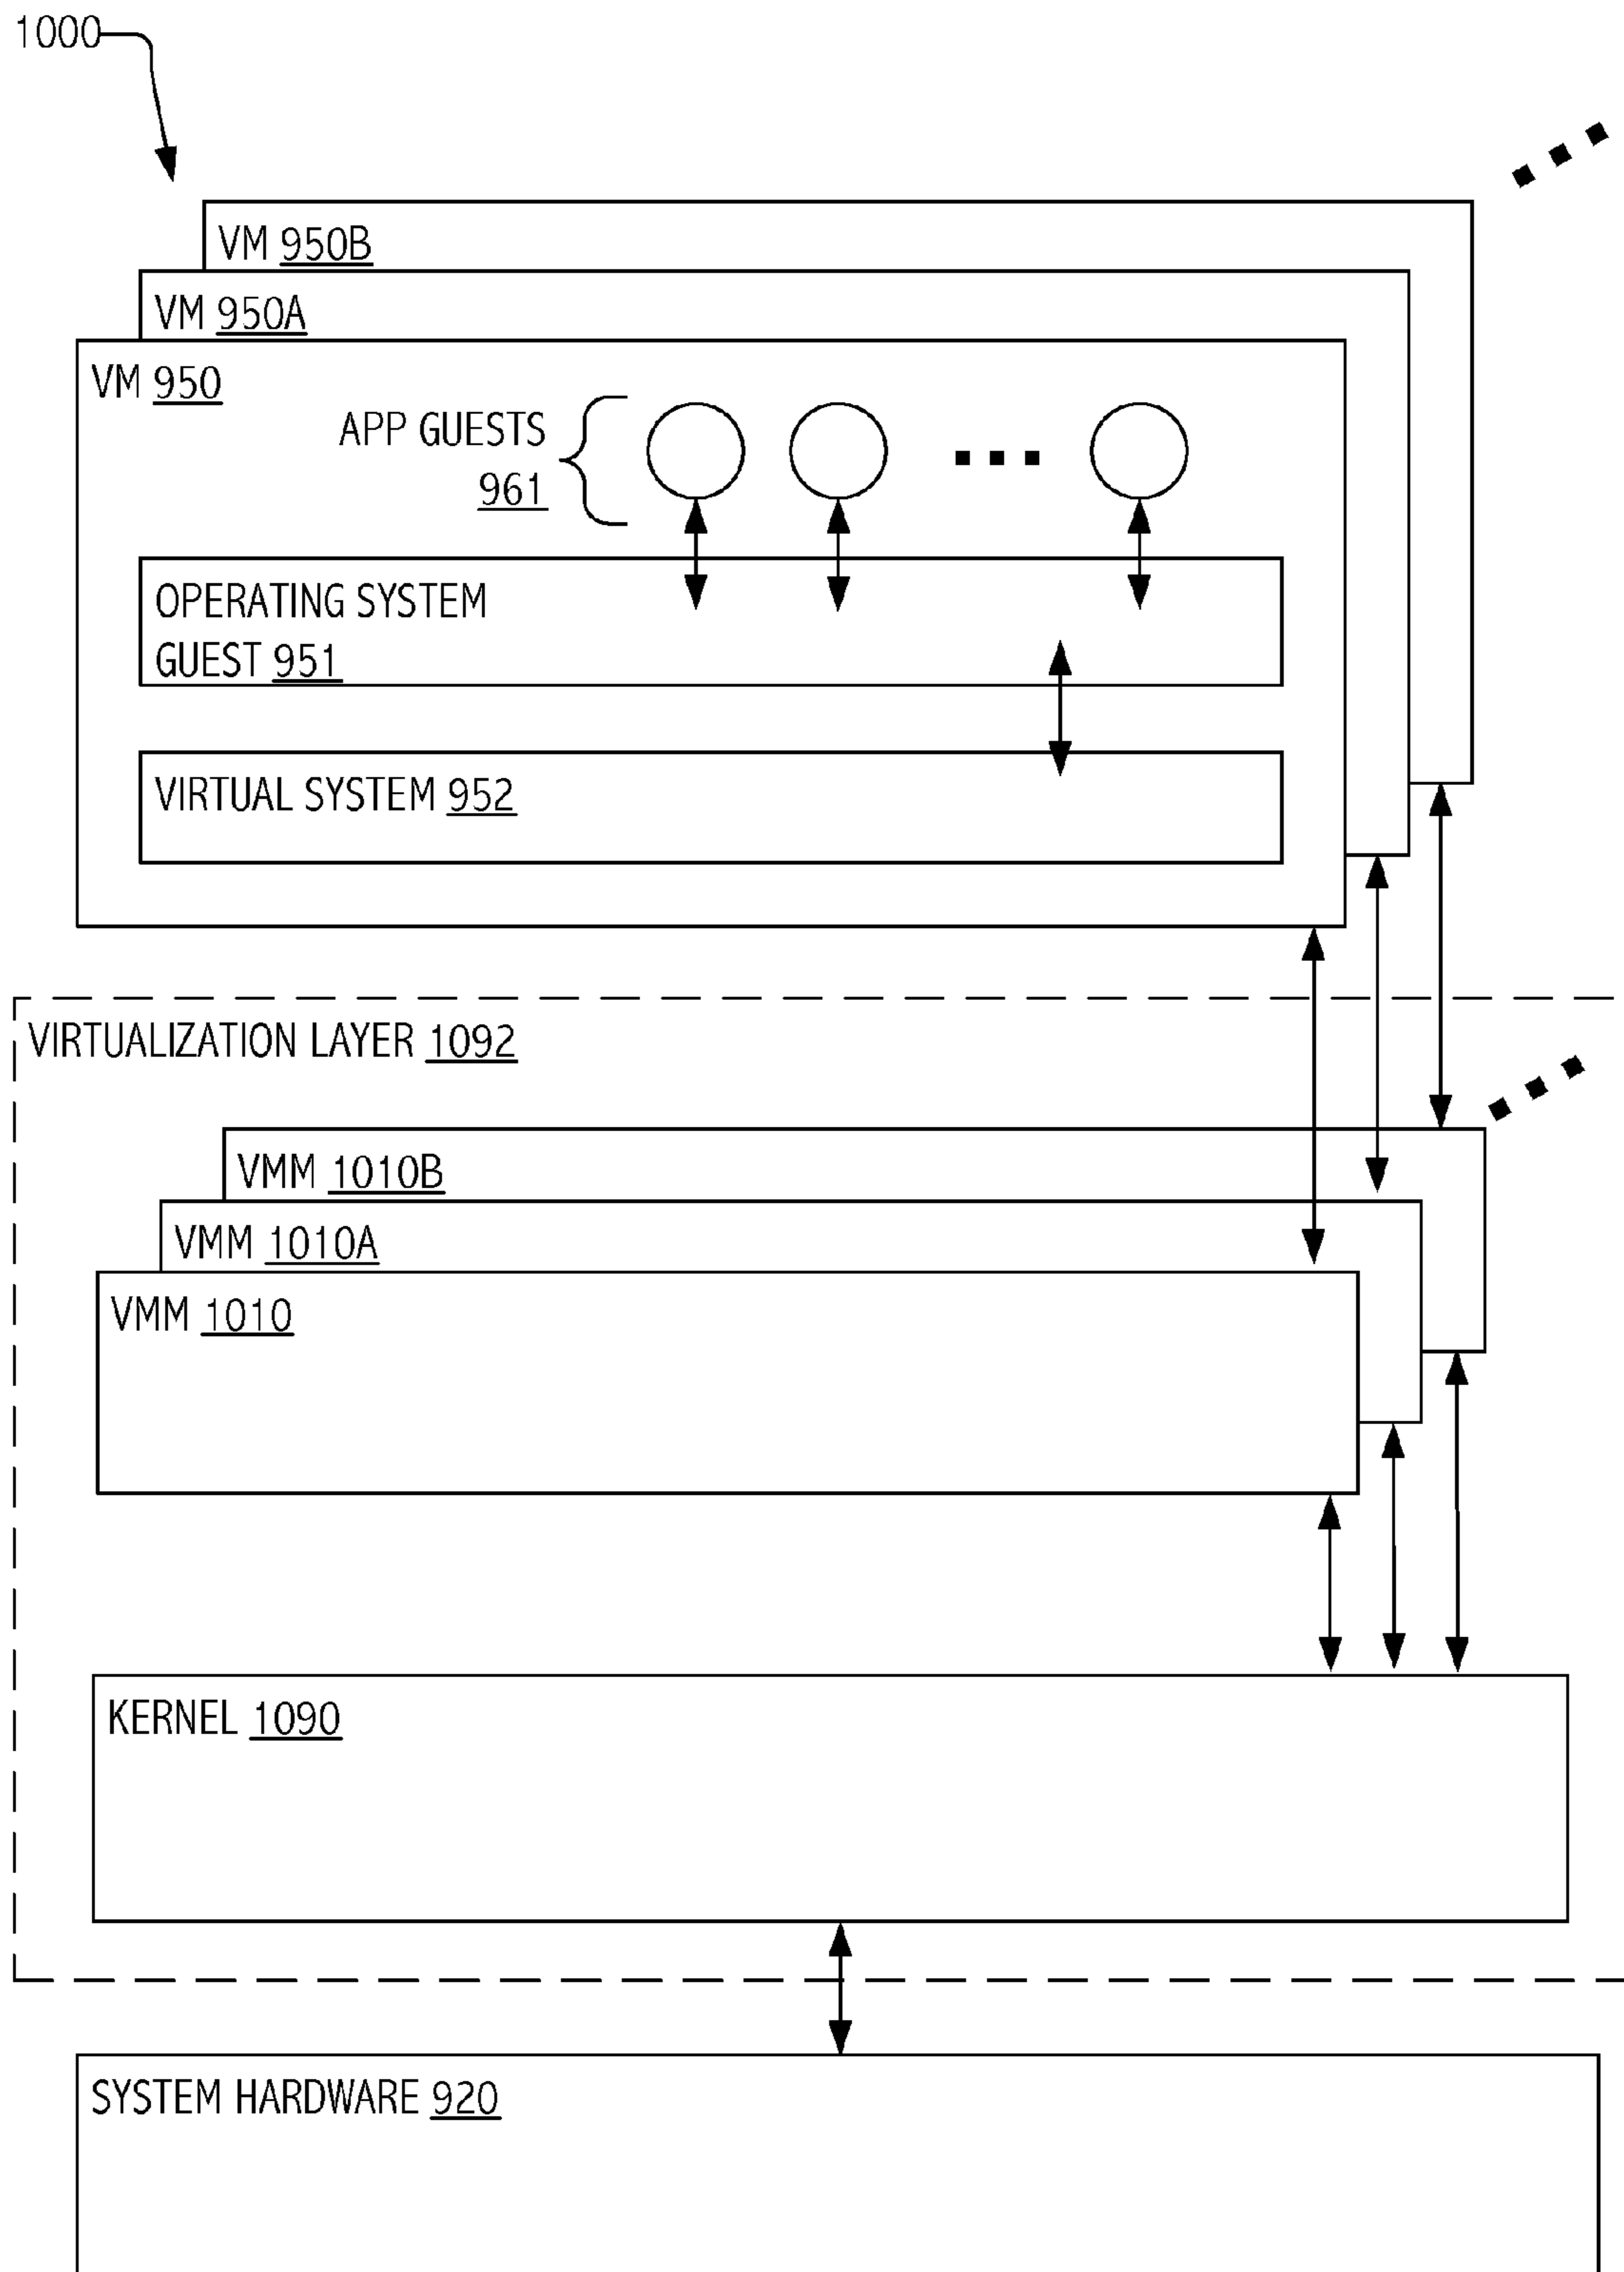 1000
VM 950B
VM 950A
VM 950
APP GUESTS
961
OPERATING SYSTEM
GUEST 951
VIRTUAL SYSTEM 952
VIRTUALIZATION LAYER 1092
VMM 1010B
VMM 1010A
VMM 1010
KERNEL 1090
SYSTEM HARDWARE 920